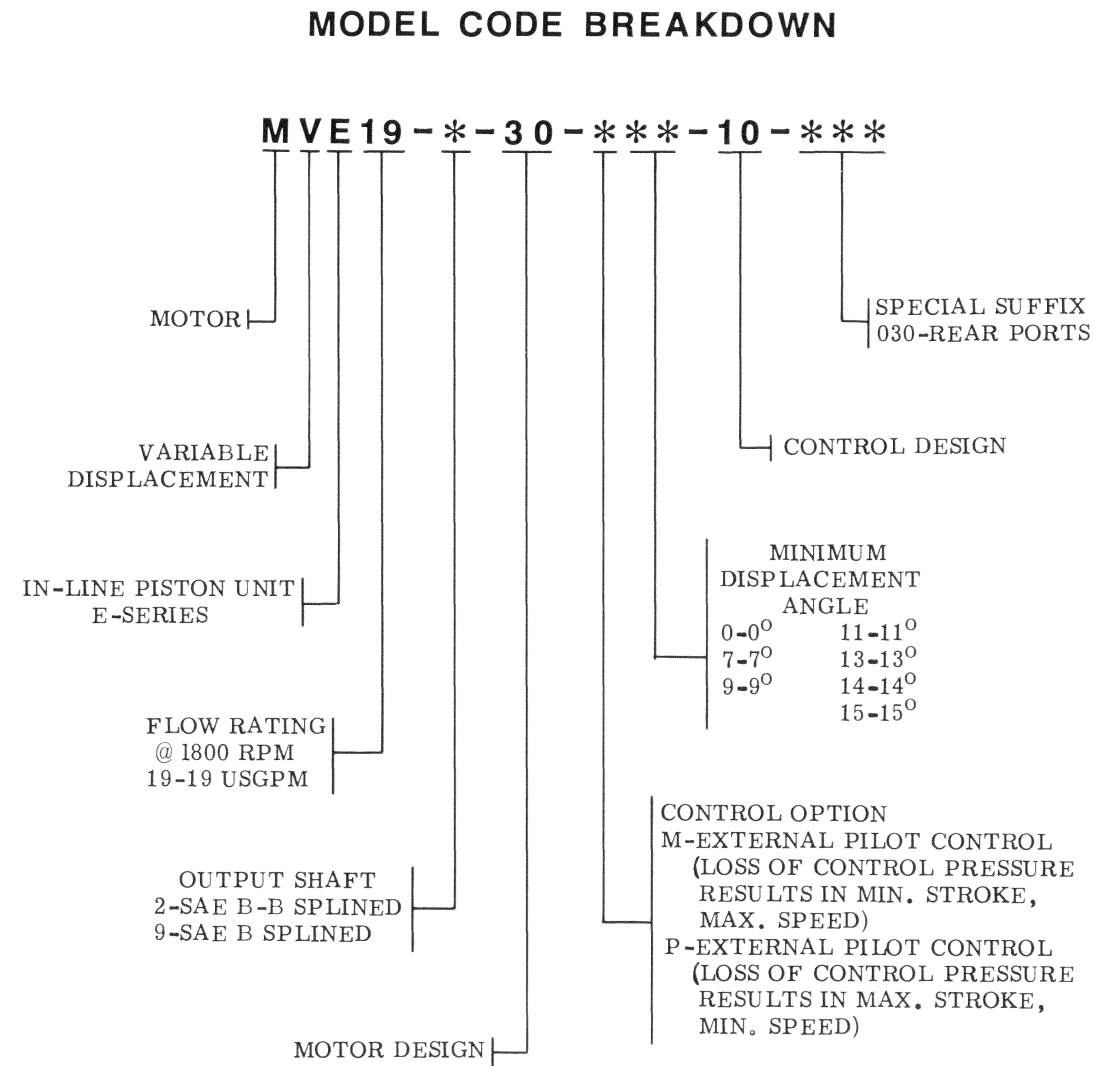 MODEL CODE BREAKDOWN
MVE19-*-30-***-10-***
MOTOR
SPECIAL SUFFIX
030-REAR PORTS
VARIABLE
DISPLACEMENT
CONTROL DESIGN
IN-LINE PISTON UNIT
E-SERIES
MINIMUM
DISPLACEMENT
ANGLE
0-0° 11-11°
7-7° 13-13°
9-9° 14-14°
15-15°
FLOW RATING
@ 1800 RPM
19-19 USGPM
OUTPUT SHAFT
2-SAE B-B SPLINED
9-SAE B SPLINED
CONTROL OPTION
M-EXTERNAL PILOT CONTROL
(LOSS OF CONTROL PRESSURE
RESULTS IN MIN. STROKE,
MAX. SPEED)
P-EXTERNAL PILOT CONTROL
(LOSS OF CONTROL PRESSURE
RESULTS IN MAX. STROKE,
MIN. SPEED)
MOTOR DESIGN